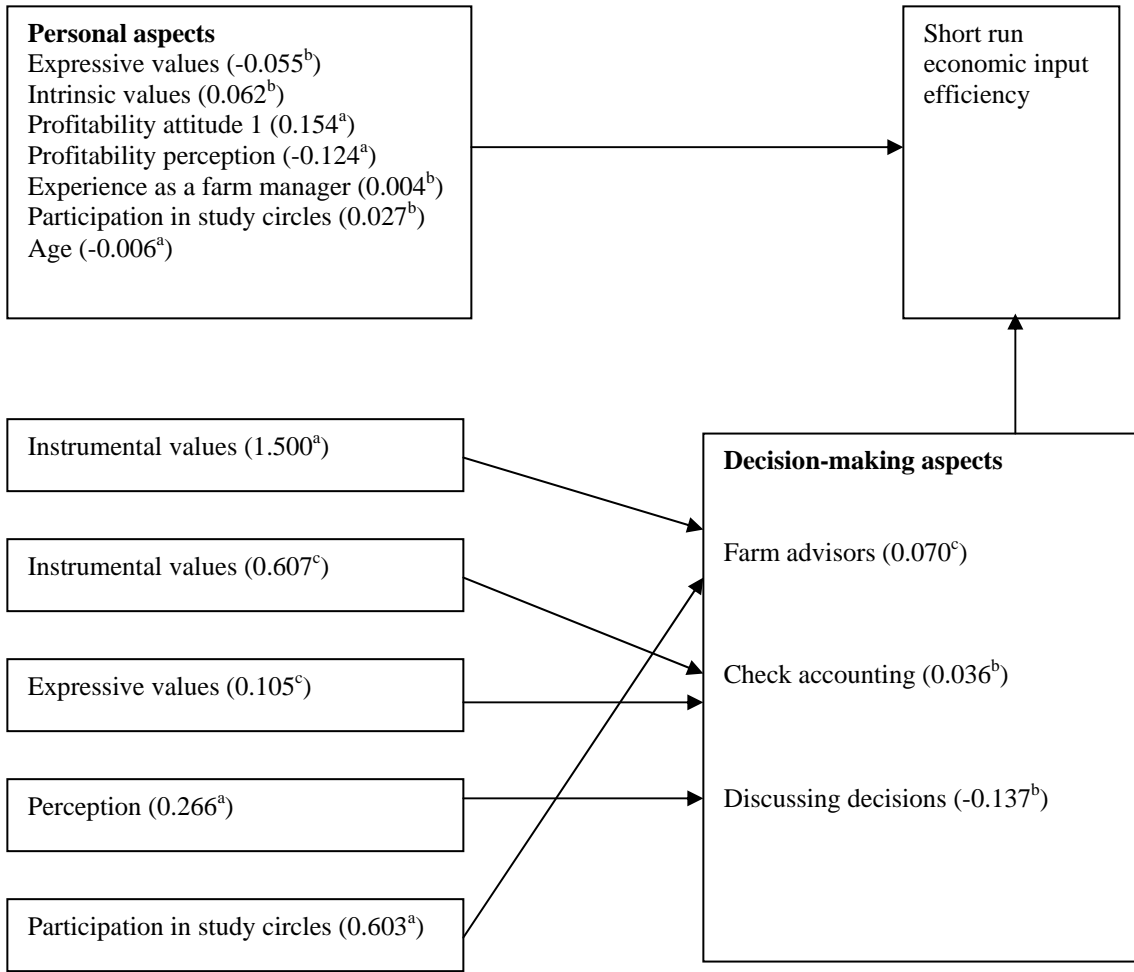 Personal aspects
Expressive values (-0.055ᵇ)
Intrinsic values (0.062ᵇ)
Profitability attitude 1 (0.154ᵃ)
Profitability perception (-0.124ᵃ)
Experience as a farm manager (0.004ᵇ)
Participation in study circles (0.027ᵇ)
Age (-0.006ᵃ)
Short run
economic input
efficiency
Instrumental values (1.500ᵃ)
Instrumental values (0.607ᶜ)
Expressive values (0.105ᶜ)
Perception (0.266ᵃ)
Participation in study circles (0.603ᵃ)
Decision-making aspects
Farm advisors (0.070ᶜ)
Check accounting (0.036ᵇ)
Discussing decisions (-0.137ᵇ)